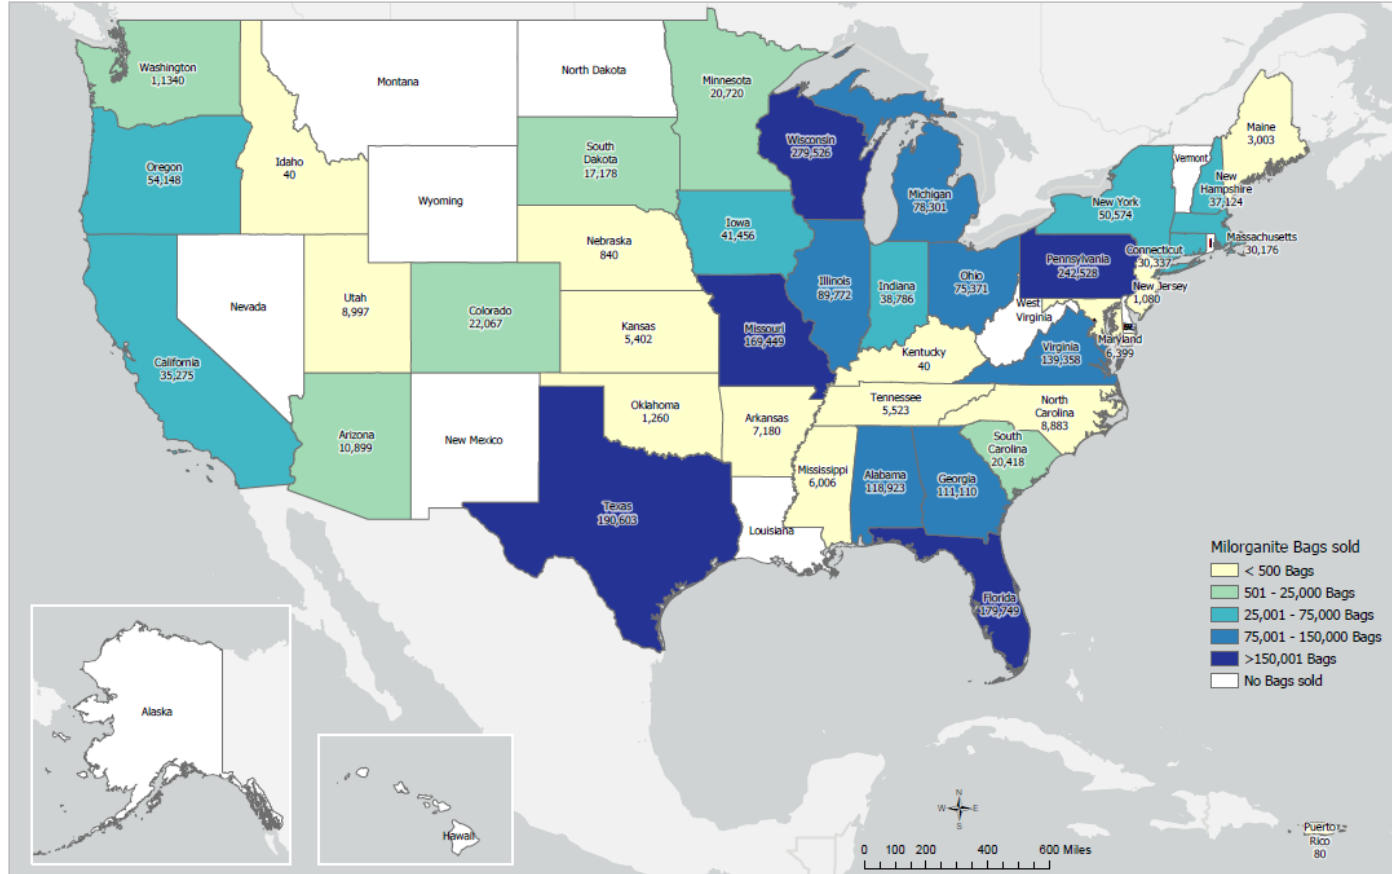 Washington
1,1340
Montana
North Dakota
Minnesota
20,720
Wisconsin
279,526
Michigan
78,301
Maine
3,003
Vermont
New
Hampshire
37,124
New York
50,574
Massachusetts
30,176
Connecticut
30,337
Oregon
54,148
Idaho
40
Wyoming
South
Dakota
17,178
Iowa
41,456
Nebraska
840
Illinois
89,772
Indiana
38,786
Ohio
75,371
Pennsylvania
242,528
New Jersey
1,080
Nevada
Utah
8,997
Colorado
22,067
Kansas
5,402
Missouri
169,449
West
Virginia
Virginia
139,358
Maryland
6,399
Kentucky
40
California
35,275
Arizona
10,899
New Mexico
Oklahoma
1,260
Arkansas
7,180
Tennessee
5,523
North
Carolina
8,883
South
Carolina
20,418
Mississippi
6,006
Alabama
118,923
Georgia
111,110
Texas
190,603
Louisiana
Florida
179,749
Alaska
Hawaii
Milorganite Bags sold
< 500 Bags
501 - 25,000 Bags
25,001 - 75,000 Bags
75,001 - 150,000 Bags
>150,001 Bags
No Bags sold
N
W E
S
0 100 200 400 600 Miles
Puerto
Rico
80